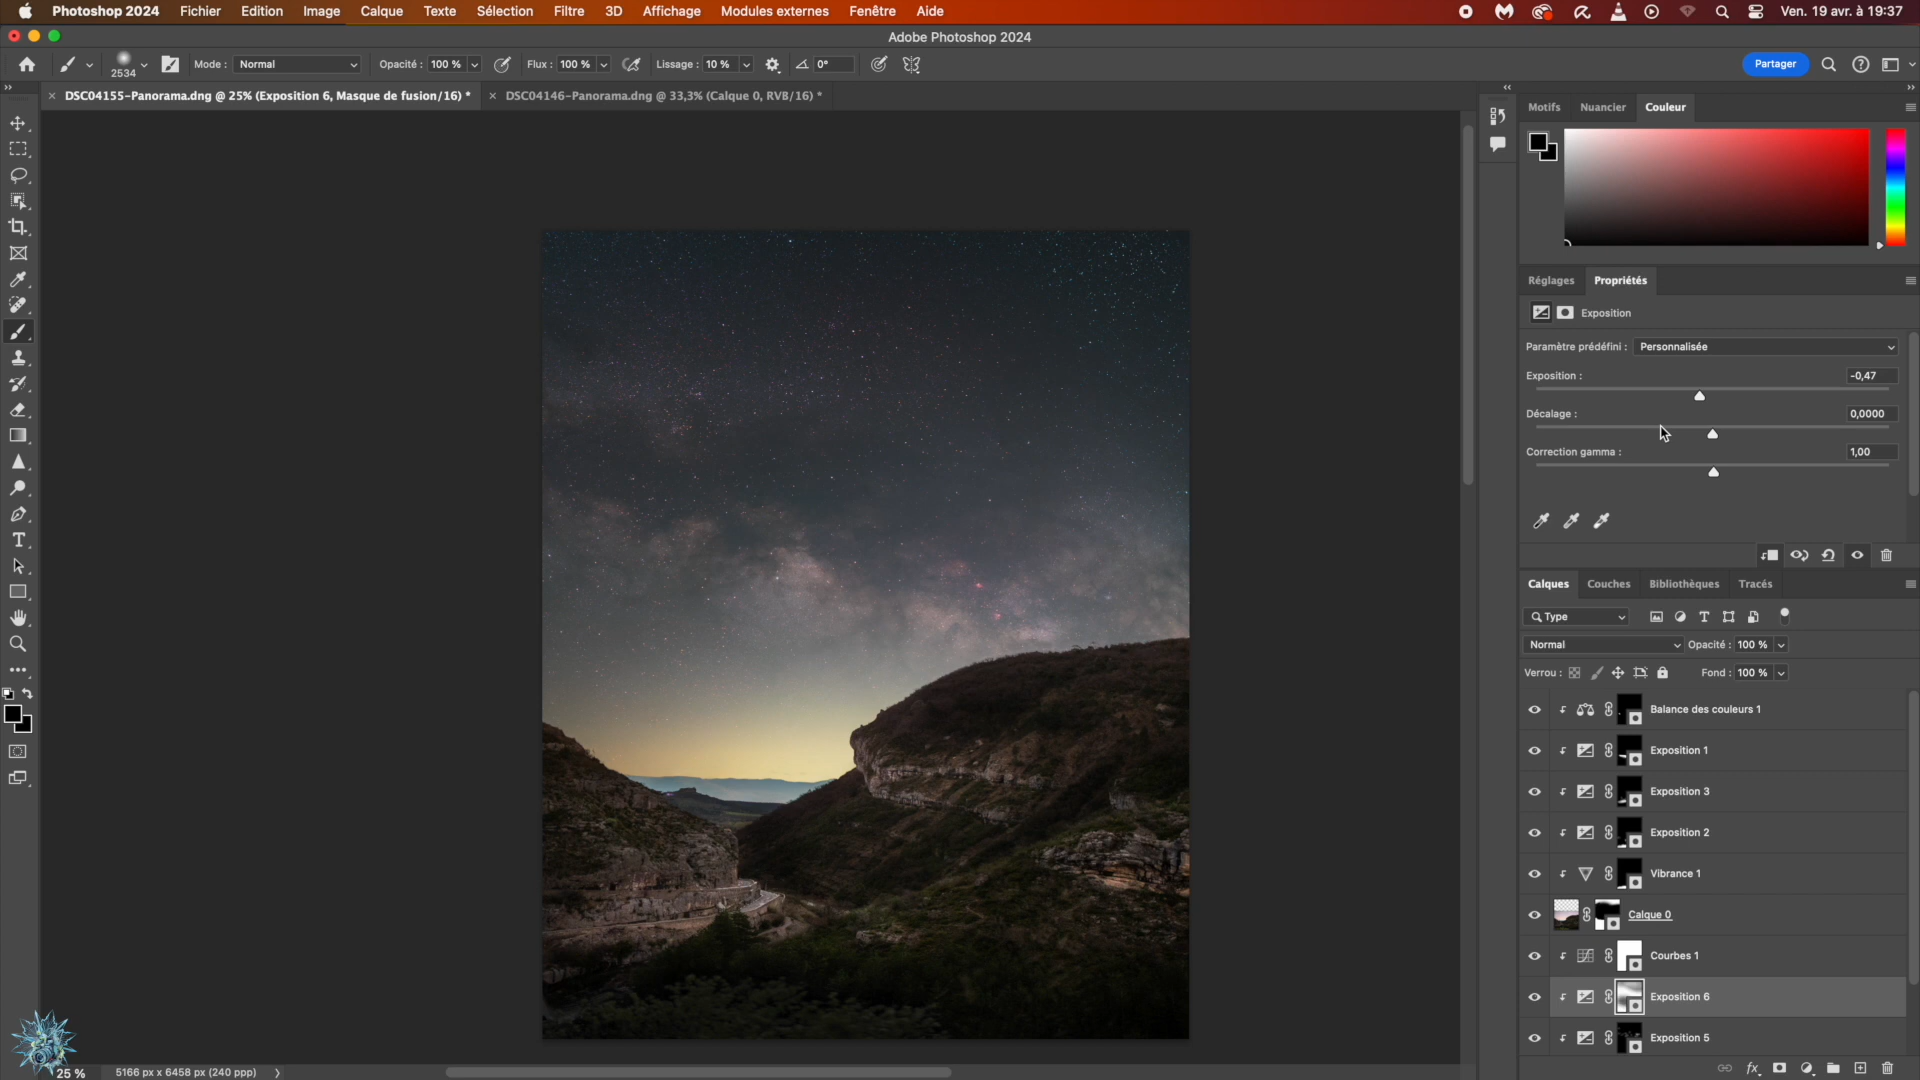 Photoshop 2024 Fichier Edition Image Calque Texte Sélection Filtre 3D Affichage Modules externes Fenêtre Aide Ven. 19 avr. à 19:37
Adobe Photoshop 2024
2534 Mode : Normal Opacité : 100 % Flux : 100 % Lissage : 10 % 0° Partager
DSC04155-Panorama.dng @ 25% (Exposition 6, Masque de fusion/16) * DSC04146-Panorama.dng @ 33,3% (Calque 0, RVB/16) *
Motifs Nuancier Couleur
Réglages Propriétés
Exposition
Paramètre prédéfini : Personnalisée
Exposition : -0,47
Décalage : 0,0000
Correction gamma : 1,00
Calques Couches Bibliothèques Tracés
Type
Normal Opacité : 100 %
Verrou : Fond : 100 %
Balance des couleurs 1
Exposition 1
Exposition 3
Exposition 2
Vibrance 1
Calque 0
Courbes 1
Exposition 6
Exposition 5
25 % 5166 px x 6458 px (240 ppp)